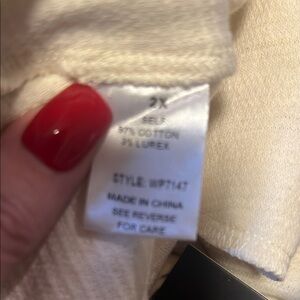 2X
SELF
97% COTTON
3% LUREX
STYLE: WP7147
MADE IN CHINA
SEE REVERSE
FOR CARE